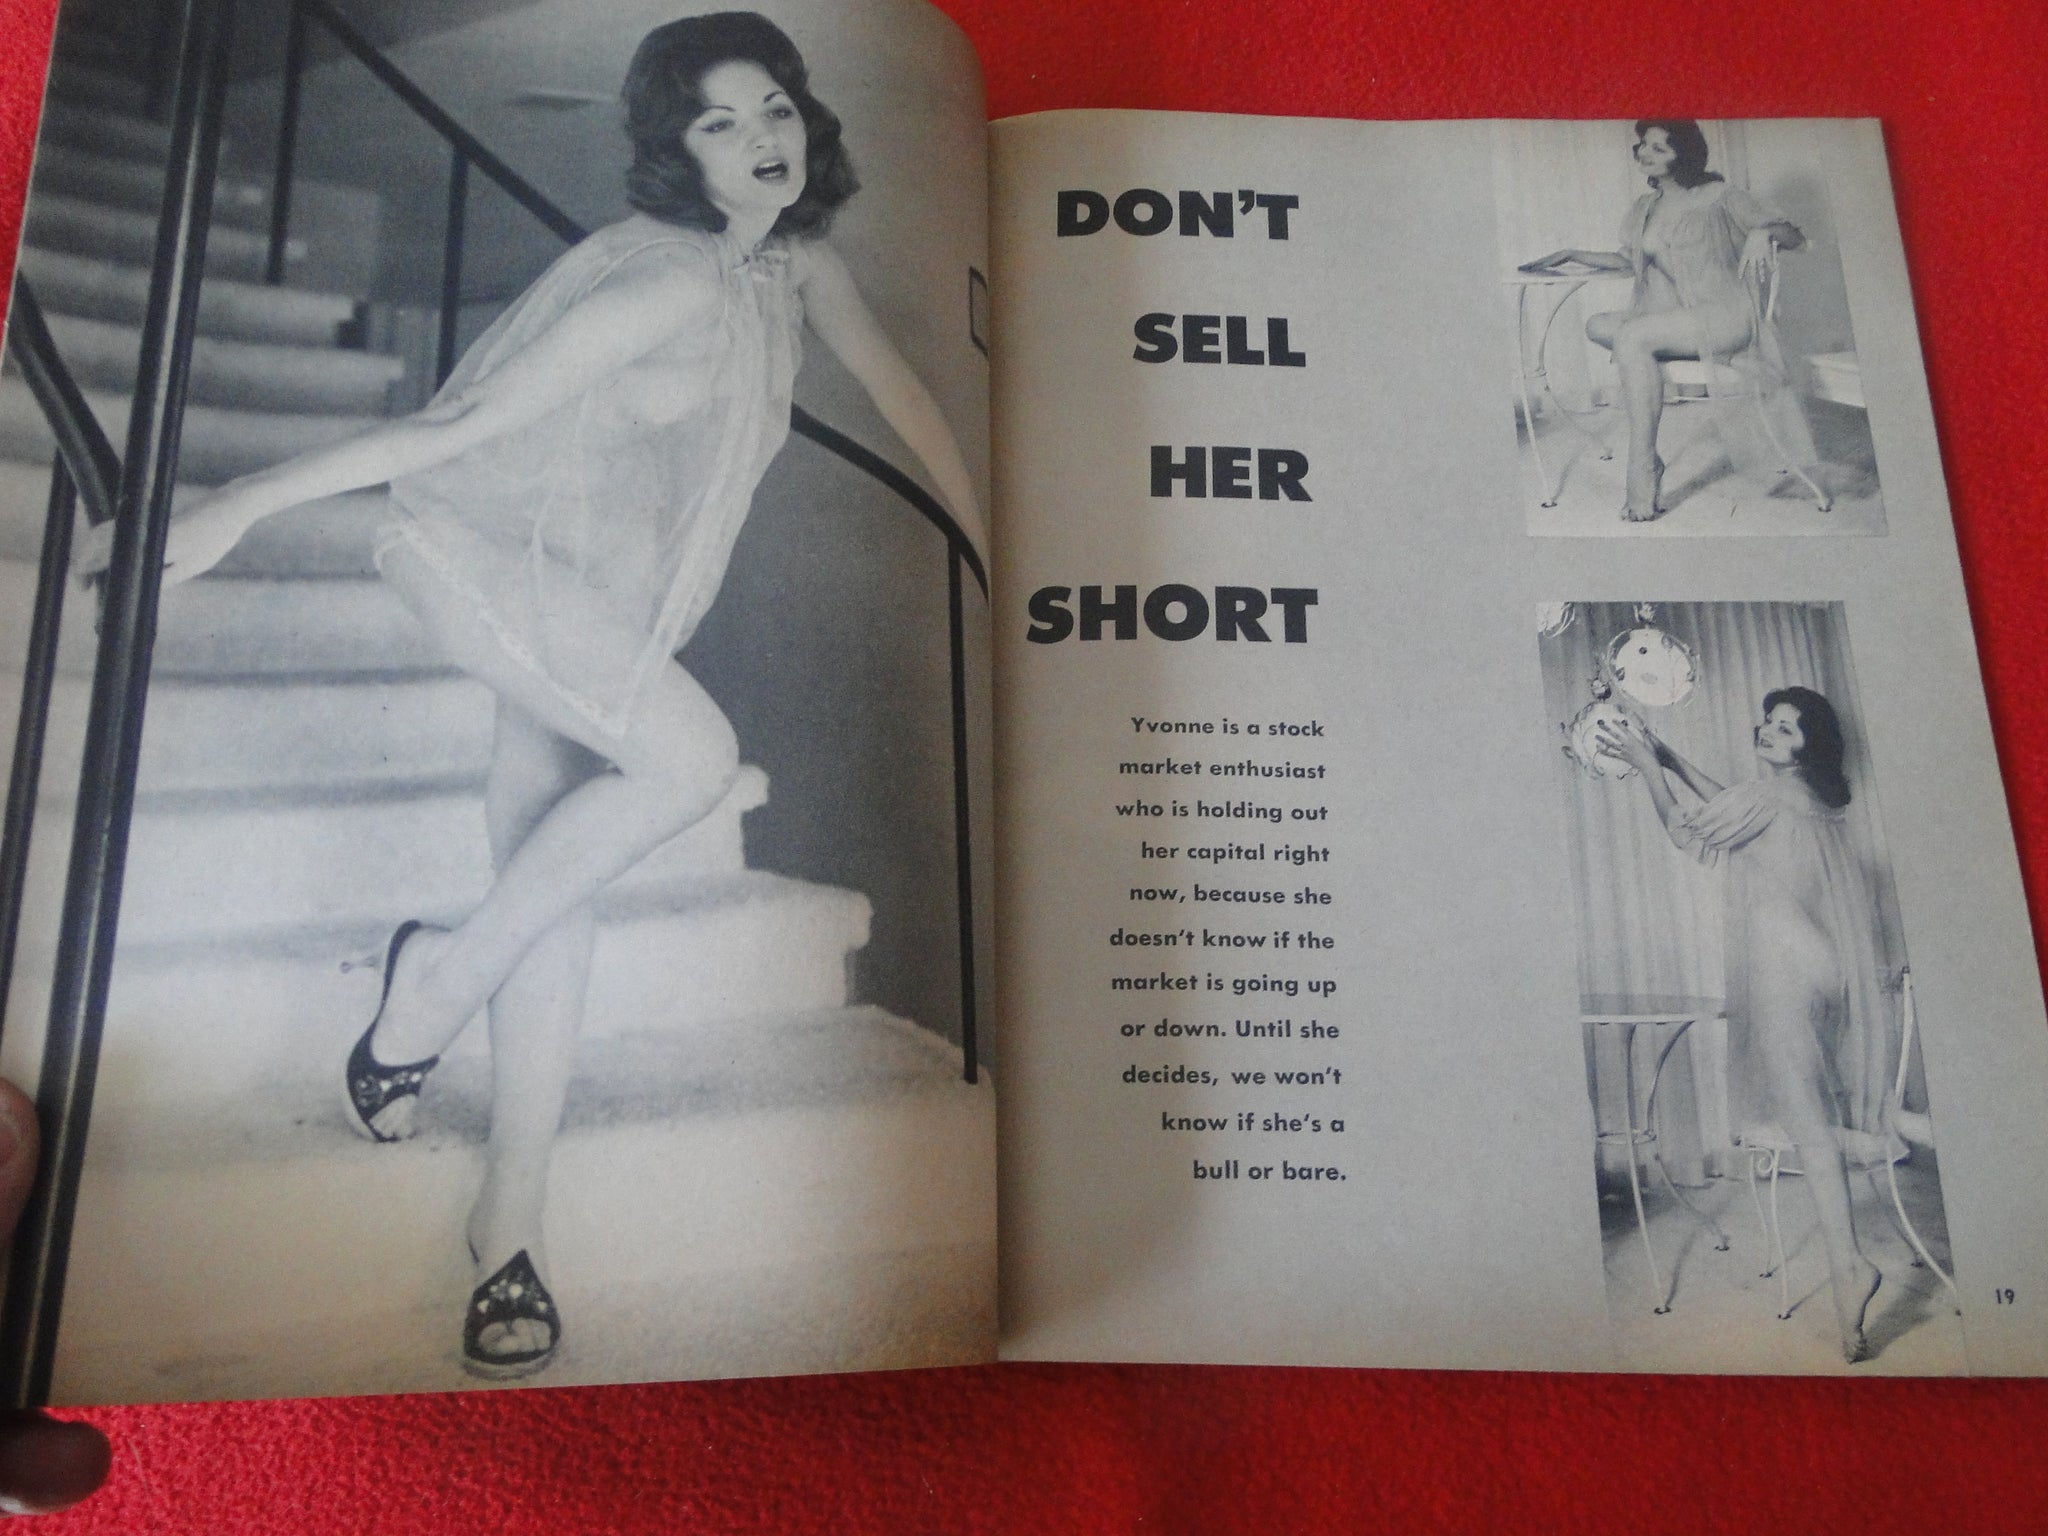 DON'T
SELL
HER
SHORT
Yvonne is a stock
market enthusiast
who is holding out
her capital right
now, because she
doesn't know if the
market is going up
or down. Until she
decides, we won't
know if she's a
bull or bare.
19